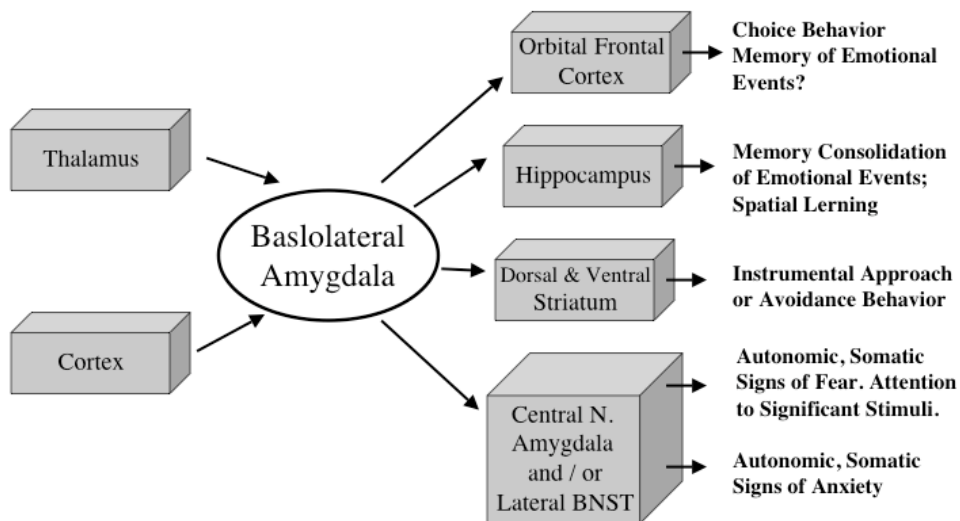 Thalamus
Cortex
Baslolateral
Amygdala
Orbital Frontal
Cortex
Choice Behavior
Memory of Emotional
Events?
Hippocampus
Memory Consolidation
of Emotional Events;
Spatial Lerning
Dorsal & Ventral
Striatum
Instrumental Approach
or Avoidance Behavior
Central N.
Amygdala
and / or
Lateral BNST
Autonomic, Somatic
Signs of Fear. Attention
to Significant Stimuli.
Autonomic, Somatic
Signs of Anxiety